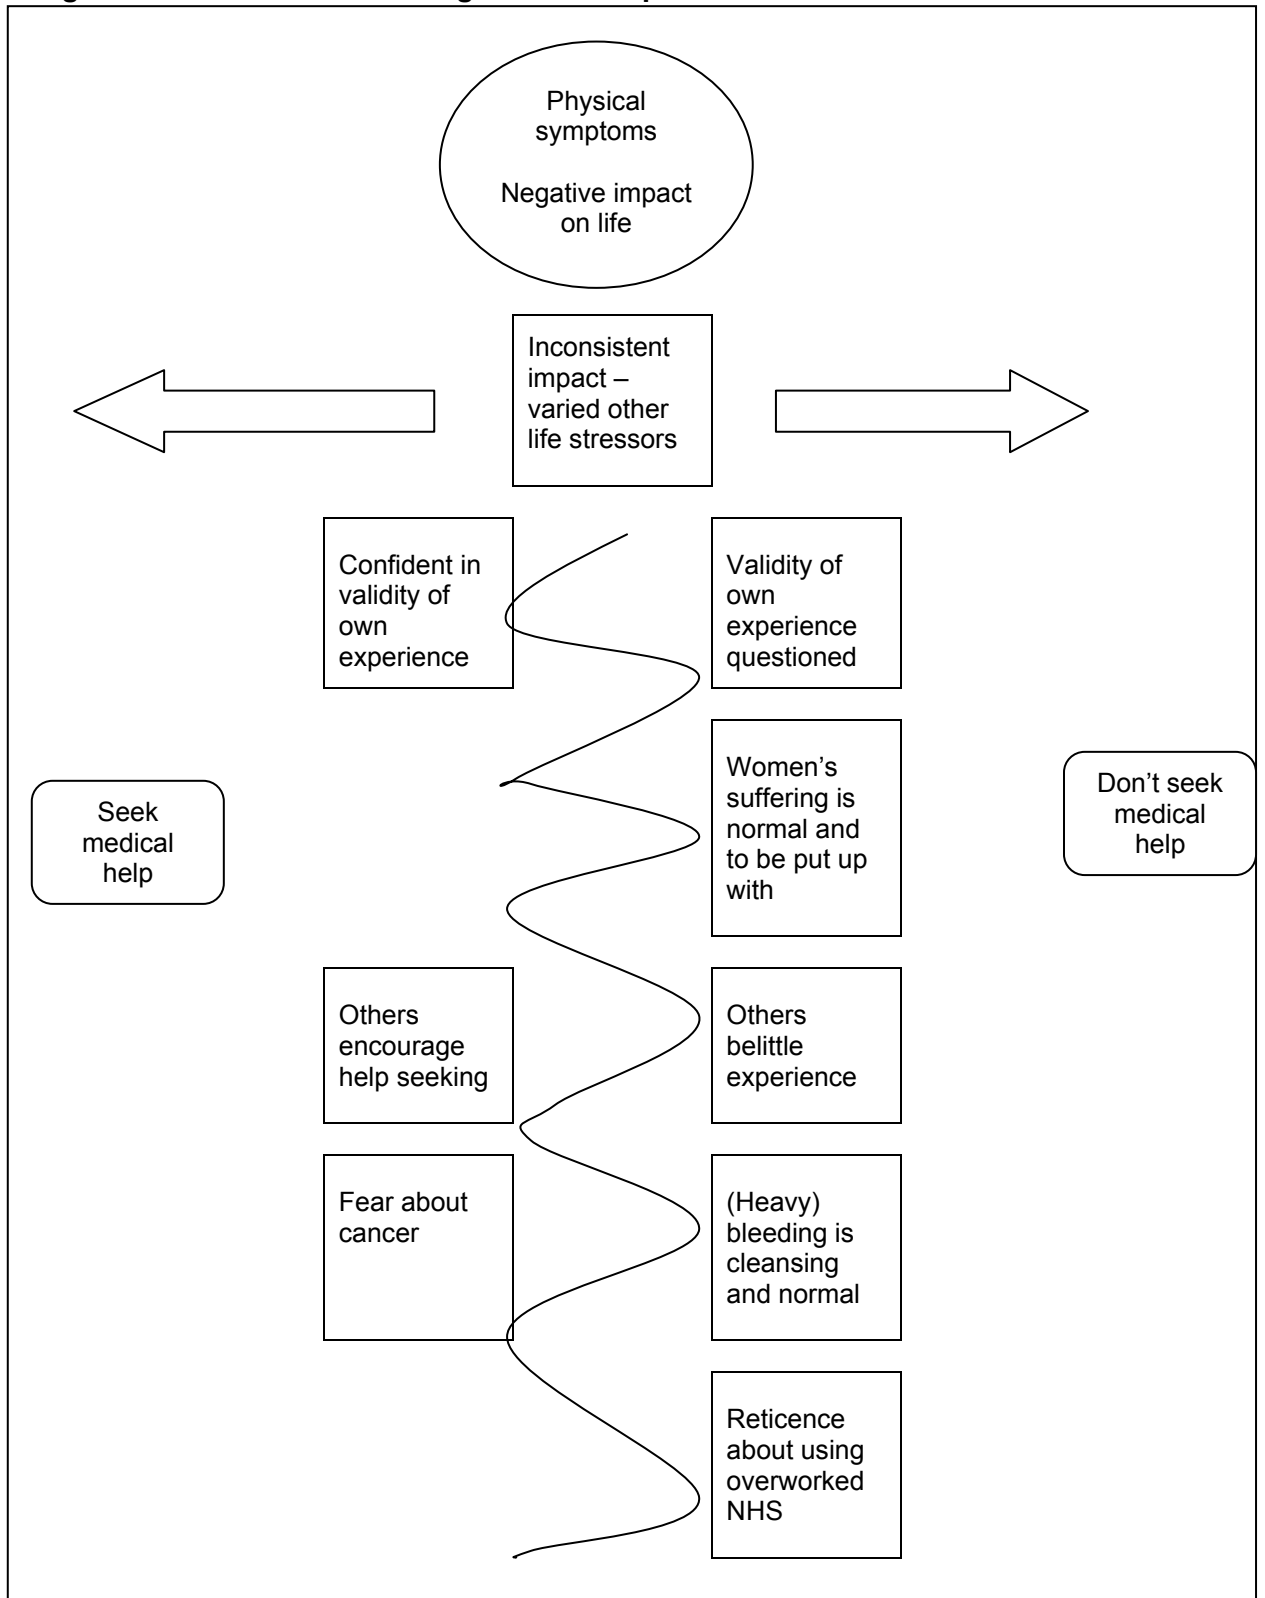 Physical
symptoms
Negative impact
on life
Inconsistent
impact –
varied other
life stressors
Confident in
validity of
own
experience
Validity of
own
experience
questioned
Women’s
suffering is
normal and
to be put up
with
Seek
medical
help
Don’t seek
medical
help
Others
encourage
help seeking
Others
belittle
experience
Fear about
cancer
(Heavy)
bleeding is
cleansing
and normal
Reticence
about using
overworked
NHS